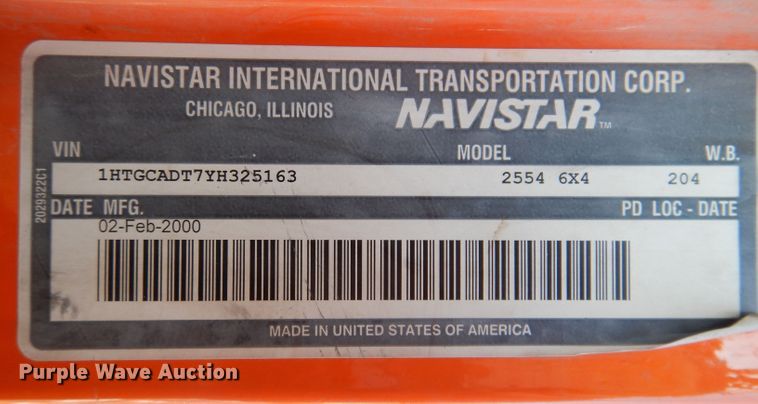 NAVISTAR INTERNATIONAL TRANSPORTATION CORP.
CHICAGO, ILLINOIS NAVISTAR TM
VIN MODEL W.B.
1HTGCADT7YH325163 2554 6X4 204
DATE MFG. PD LOC - DATE
02-Feb-2000
MADE IN UNITED STATES OF AMERICA
2029322C1
Purple Wave Auction